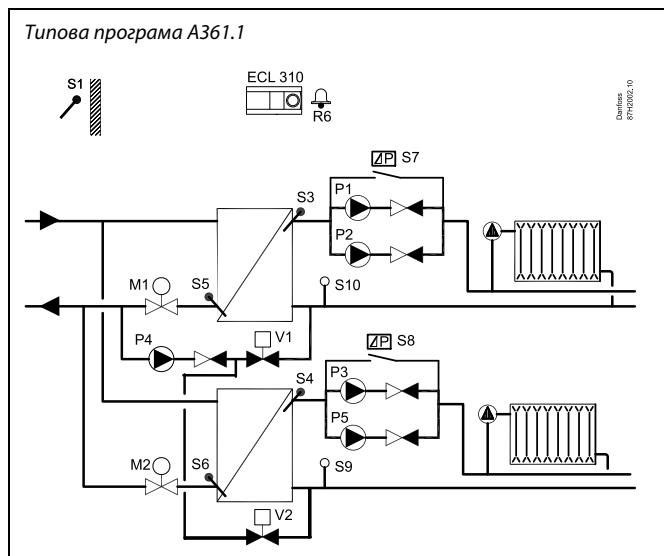 Типова програма A361.1
S1
ECL 310
R6
Danfoss
87H2002.10
P S7
S3
P1
P2
M1
S5
S10
P4
V1
P S8
S4
P3
P5
M2
S6
S9
V2